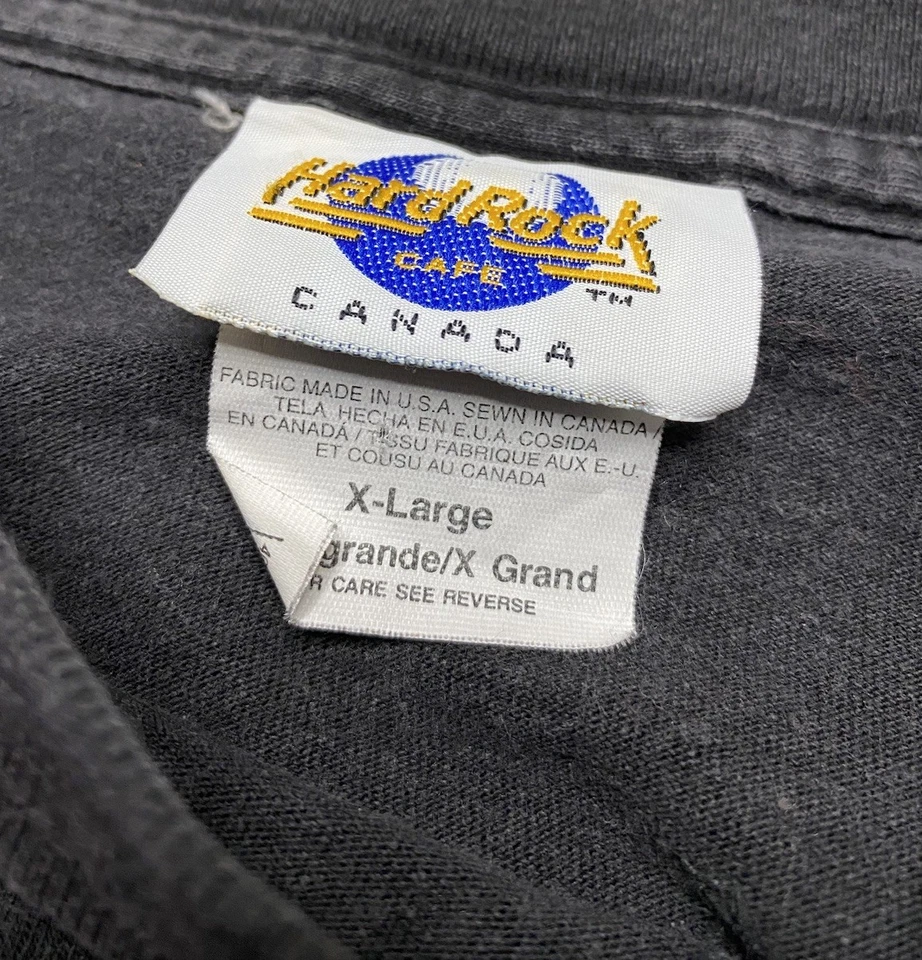 Hard Rock
CAFE
TM
CANADA
FABRIC MADE IN U.S.A. SEWN IN CANADA /
TELA HECHA EN E.U.A. COSIDA
EN CANADÁ / TISSU FABRIQUE AUX E.-U.
ET COUSU AU CANADA
X-Large
grande/X Grand
R CARE SEE REVERSE